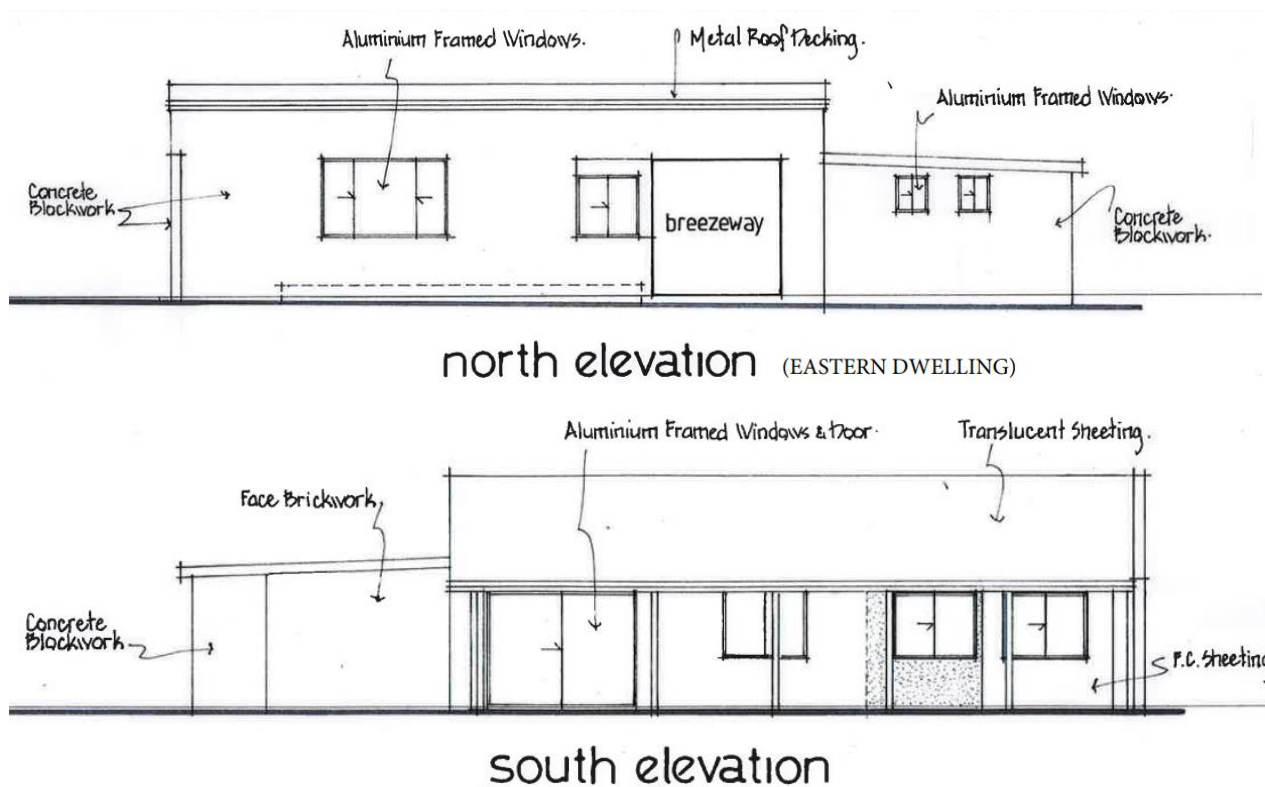 Aluminium Framed Windows.
Metal Roof Decking.
Aluminium Framed Windows.
Concrete
Blockwork
breezeway
Concrete
Blockwork.
north elevation (EASTERN DWELLING)
Aluminium Framed Windows & Door.
Translucent Sheeting.
Face Brickwork
Concrete
Blockwork
F.C. Sheeting
south elevation